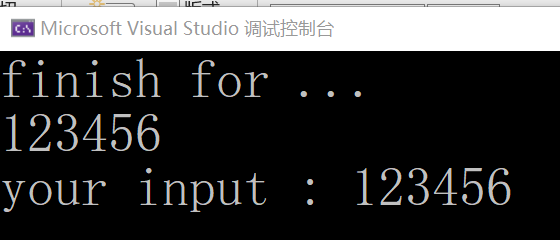 Microsoft Visual Studio 调试控制台
finish for ...
123456
your input : 123456